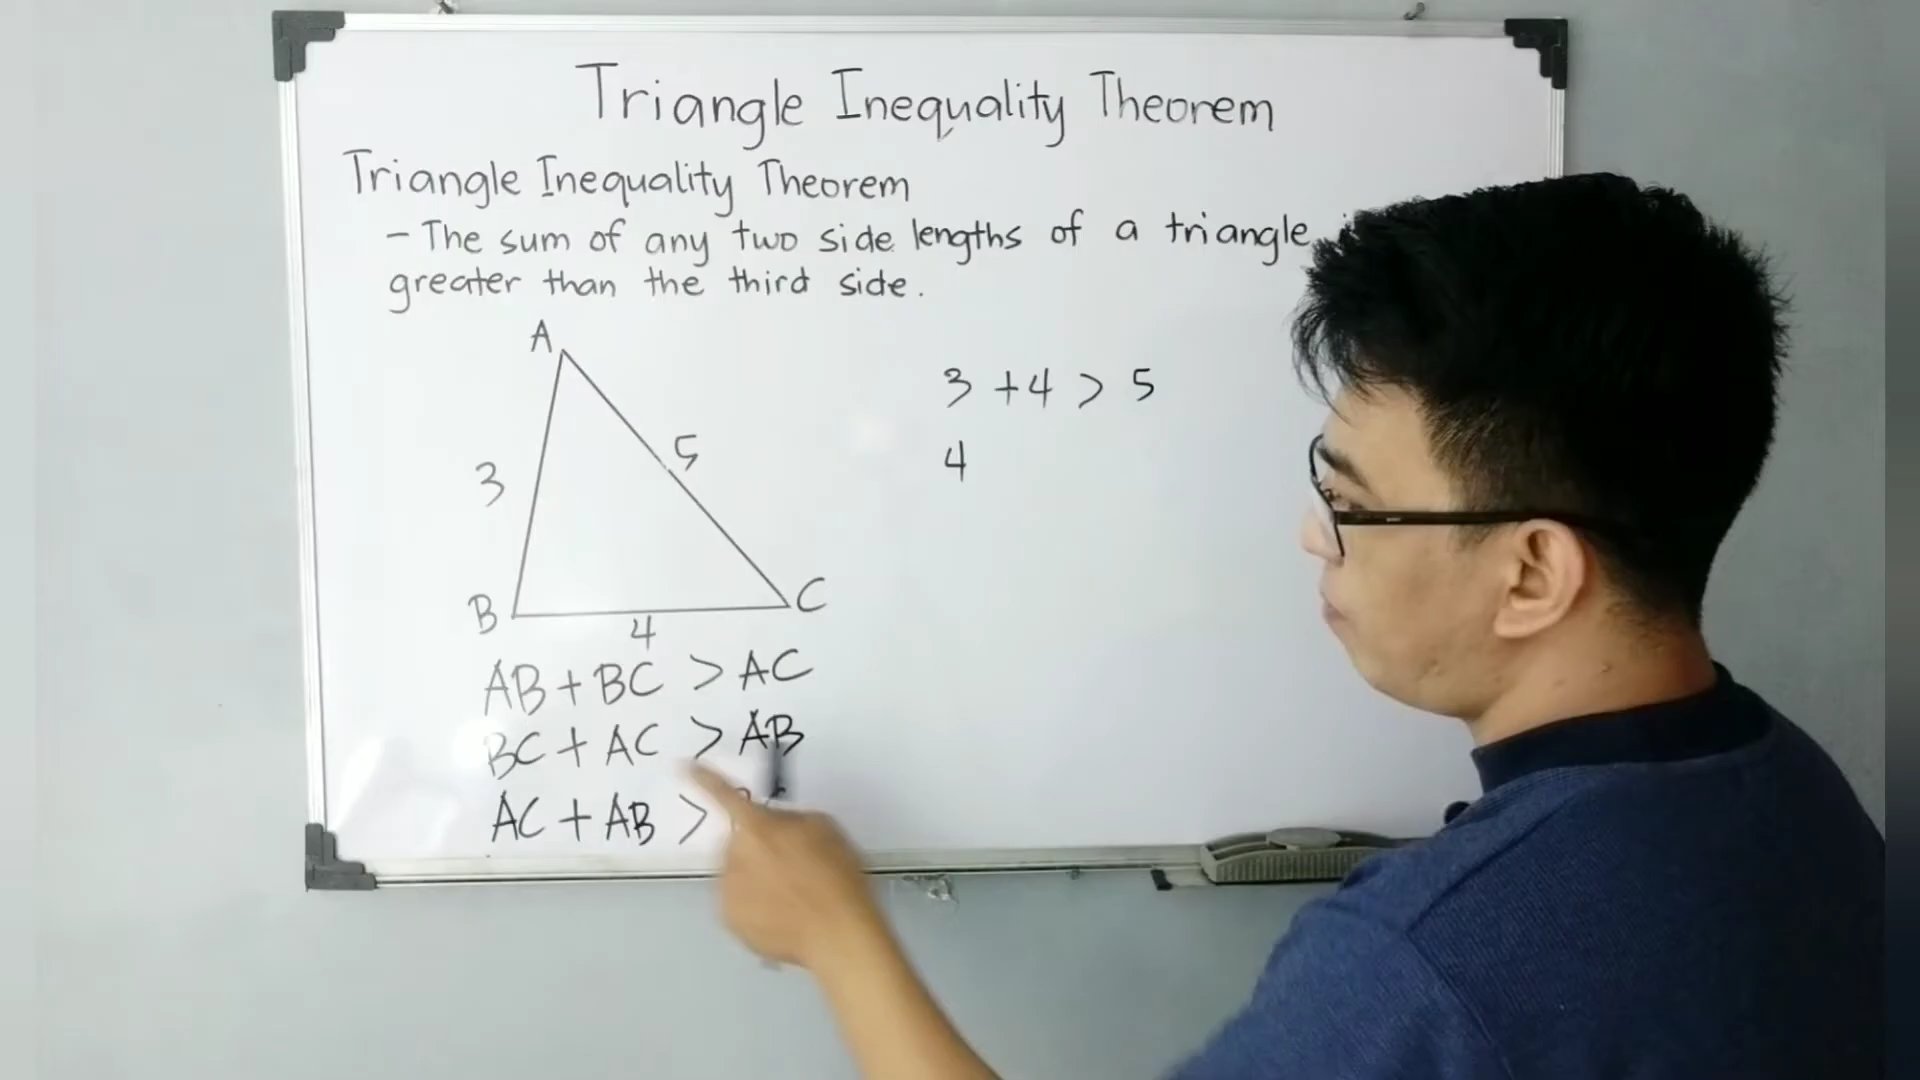 Triangle Inequality Theorem
Triangle Inequality Theorem
- The sum of any two side lengths of a triangle
greater than the third side.
A
3
5
B
C
4
AB + BC > AC
BC + AC > AB
AC + AB >
3 + 4 > 5
4